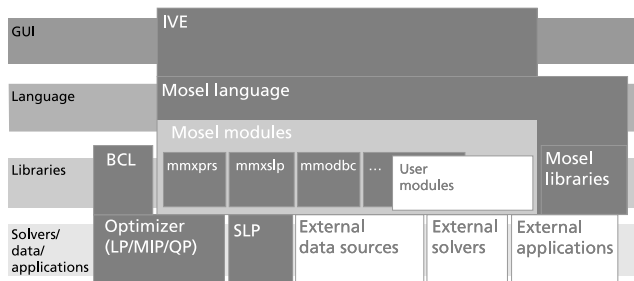 GUI
IVE
Language
Mosel language
Mosel modules
Libraries
BCL
mmxprs
mmxslp
mmodbc
...
User
modules
Mosel
libraries
Solvers/
data/
applications
Optimizer
(LP/MIP/QP)
SLP
External
data sources
External
solvers
External
applications